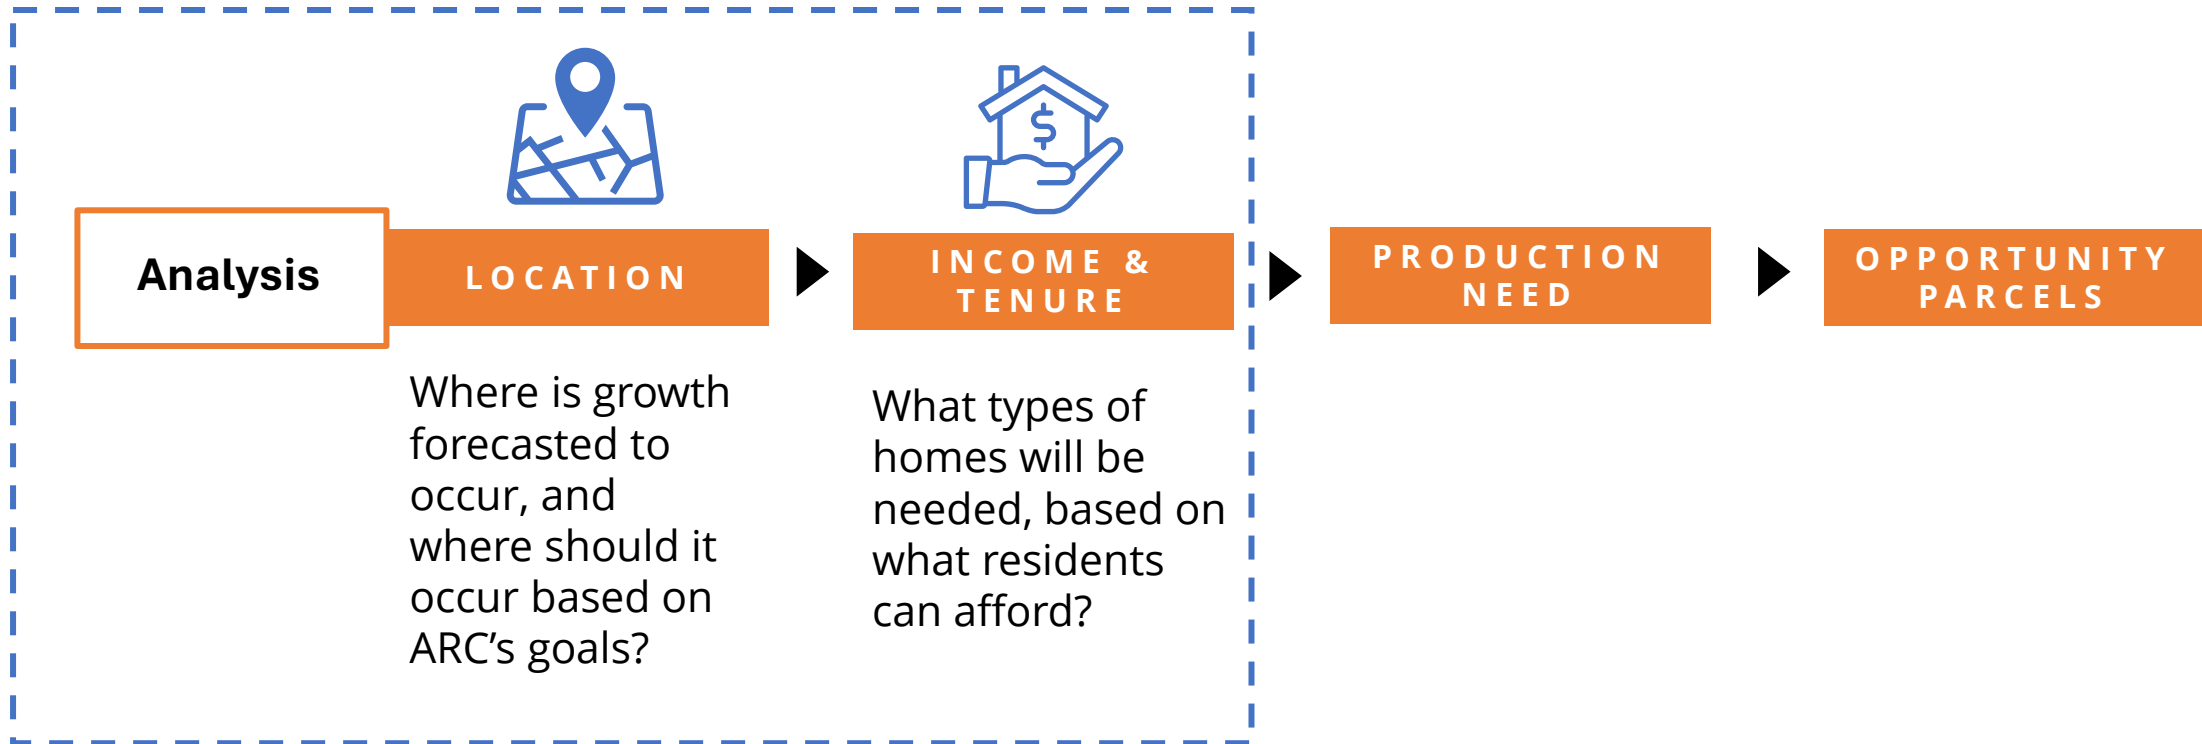 Analysis
LOCATION
INCOME &
TENURE
PRODUCTION
NEED
OPPORTUNITY
PARCELS
Where is growth
forecasted to
occur, and
where should it
occur based on
ARC’s goals?
$
What types of
homes will be
needed, based on
what residents
can afford?